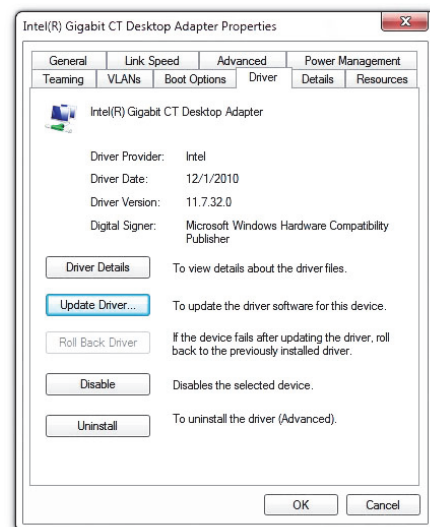 Intel(R) Gigabit CT Desktop Adapter Properties
General Link Speed Advanced Power Management
Teaming VLANs Boot Options Driver Details Resources
Intel(R) Gigabit CT Desktop Adapter
Driver Provider: Intel
Driver Date: 12/1/2010
Driver Version: 11.7.32.0
Digital Signer: Microsoft Windows Hardware Compatibility
Publisher
Driver Details To view details about the driver files.
Update Driver... To update the driver software for this device.
Roll Back Driver If the device fails after updating the driver, roll
back to the previously installed driver.
Disable Disables the selected device.
Uninstall To uninstall the driver (Advanced).
OK Cancel